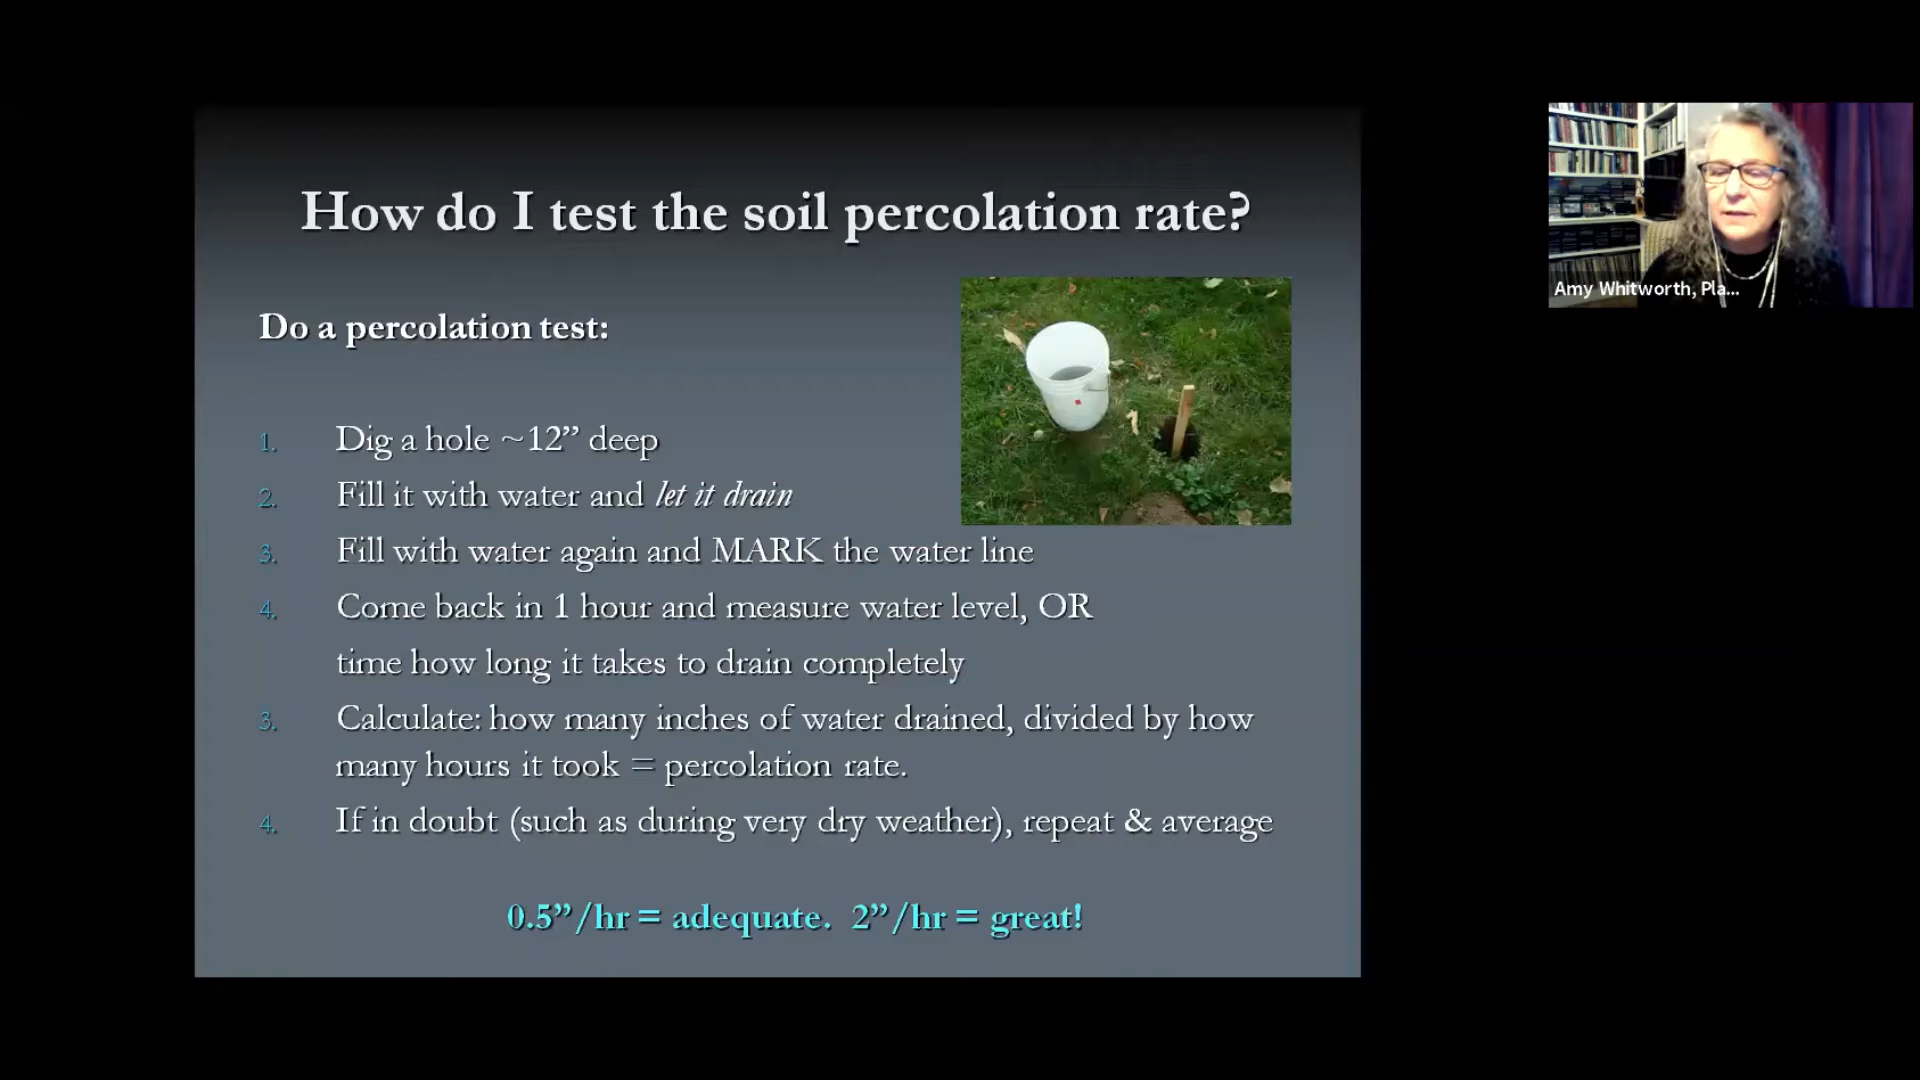 How do I test the soil percolation rate?
Amy Whitworth, Pla...
Do a percolation test:
1. Dig a hole ~12” deep
2. Fill it with water and let it drain
3. Fill with water again and MARK the water line
4. Come back in 1 hour and measure water level, OR
time how long it takes to drain completely
3. Calculate: how many inches of water drained, divided by how
many hours it took = percolation rate.
4. If in doubt (such as during very dry weather), repeat & average
0.5”/hr = adequate. 2”/hr = great!